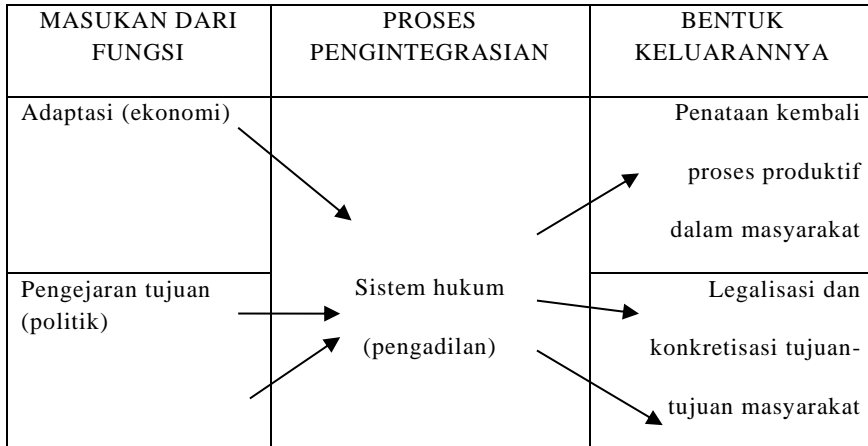 MASUKAN DARI
FUNGSI
PROSES
PENGINTEGRASIAN
BENTUK
KELUARANNYA
Adaptasi (ekonomi)
Penataan kembali
proses produktif
dalam masyarakat
Pengejaran tujuan
(politik)
Sistem hukum
(pengadilan)
Legalisasi dan
konkretisasi tujuan-
tujuan masyarakat